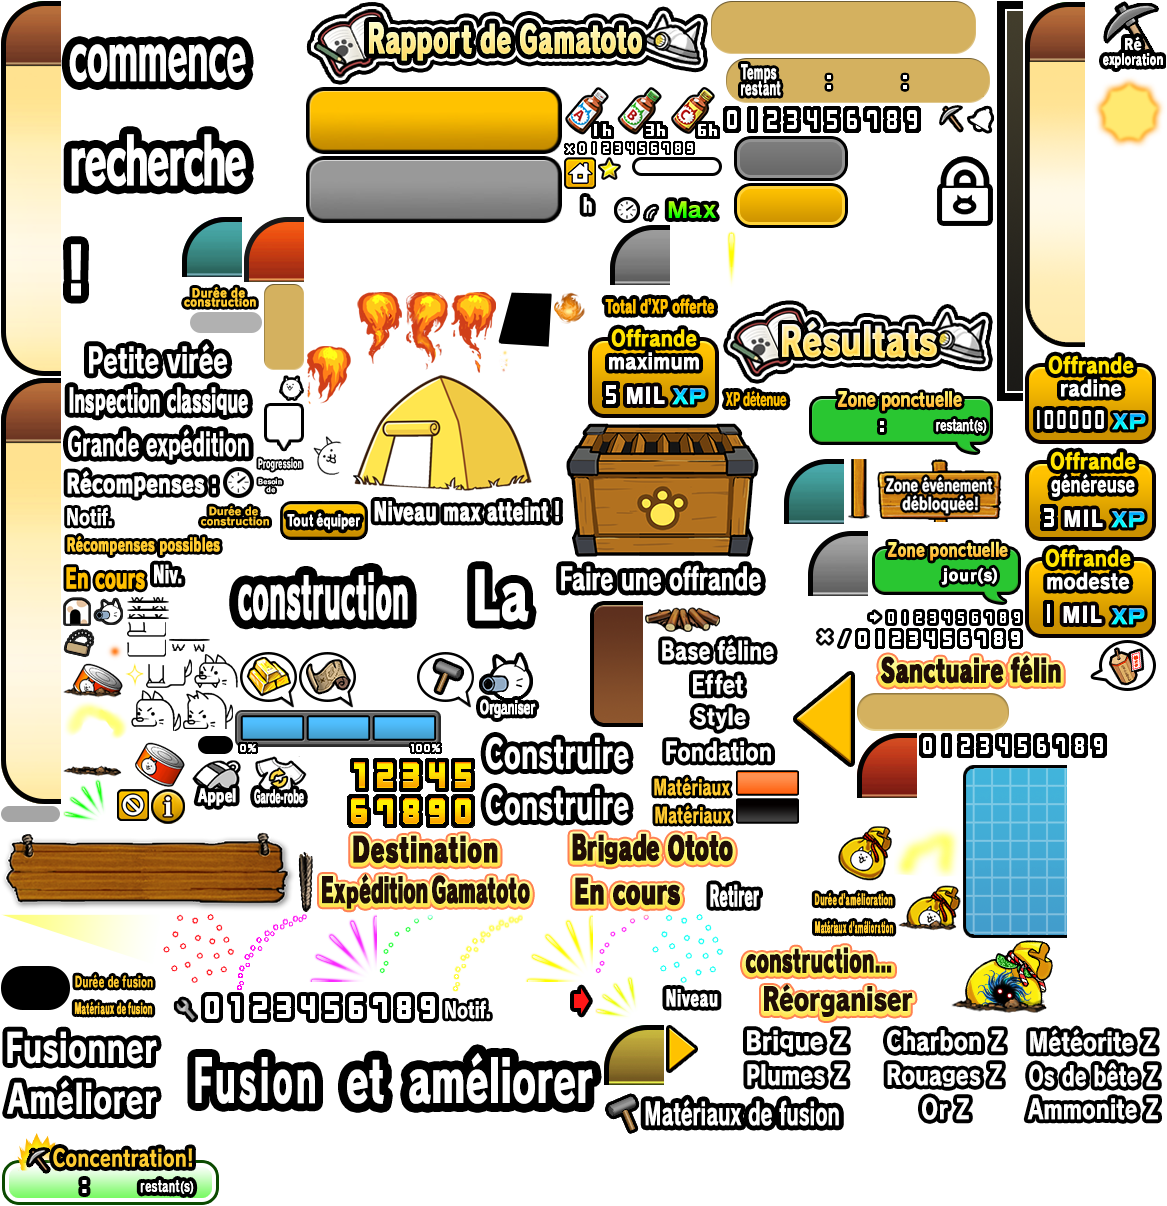 commence
Rapport de Gamatoto
Temps
restant
: :
Ré
exploration
A 1h B 3h C 6h
0123456789
x0123456789
recherche
h
Max
!
Durée de
construction
Total d'XP offerte
Offrande
maximum
5 MIL XP
Résultats
XP détenue
Petite virée
Inspection classique
Grande expédition
Récompenses :
Progression
Besoin
de
Notif.
Durée de
construction
Tout équiper
Niveau max atteint !
Récompenses possibles
En cours
Niv.
Zone ponctuelle
: restant(s)
Offrande
radine
100000 XP
Zone événement
débloquée!
Offrande
généreuse
3 MIL XP
Zone ponctuelle
jour(s)
Offrande
modeste
1 MIL XP
construction
La
Faire une offrande
0123456789
x/0123456789
Base féline
Effet
Style
Fondation
Sanctuaire félin
Organiser
0% 100%
Construire
Construire
Matériaux
Matériaux
0123456789
12345
67890
Appel
Garde-robe
Destination
Expédition Gamatoto
Brigade Ototo
En cours
Retirer
Durée d'amélioration
Matériaux d'amélioration
construction...
Réorganiser
Durée de fusion
Matériaux de fusion
0123456789
Notif.
Niveau
Fusionner
Améliorer
Fusion et améliorer
Brique Z
Charbon Z
Météorite Z
Plumes Z
Rouages Z
Os de bête Z
Or Z
Ammonite Z
Matériaux de fusion
Concentration!
: restant(s)